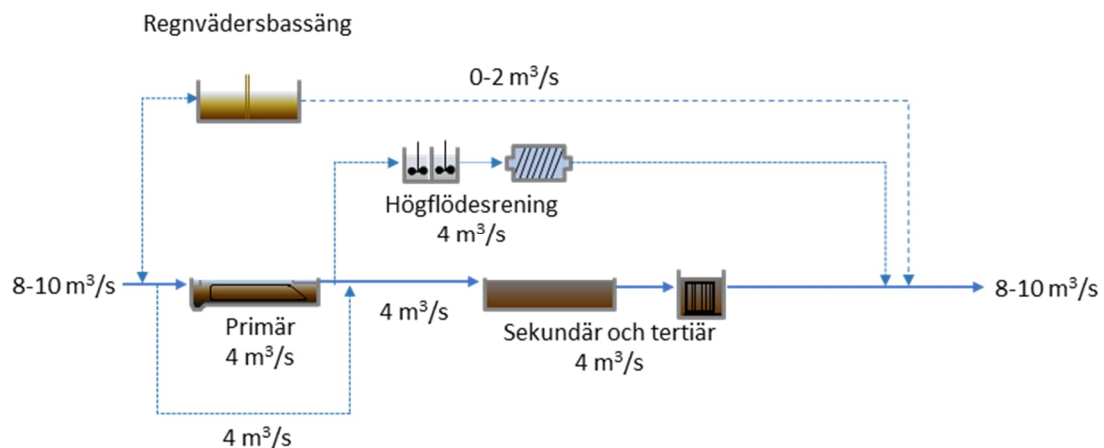 Regnvädersbassäng
0-2 m³/s
Högflödesrening
4 m³/s
8-10 m³/s
Primär
4 m³/s
4 m³/s
Sekundär och tertiär
4 m³/s
8-10 m³/s
4 m³/s